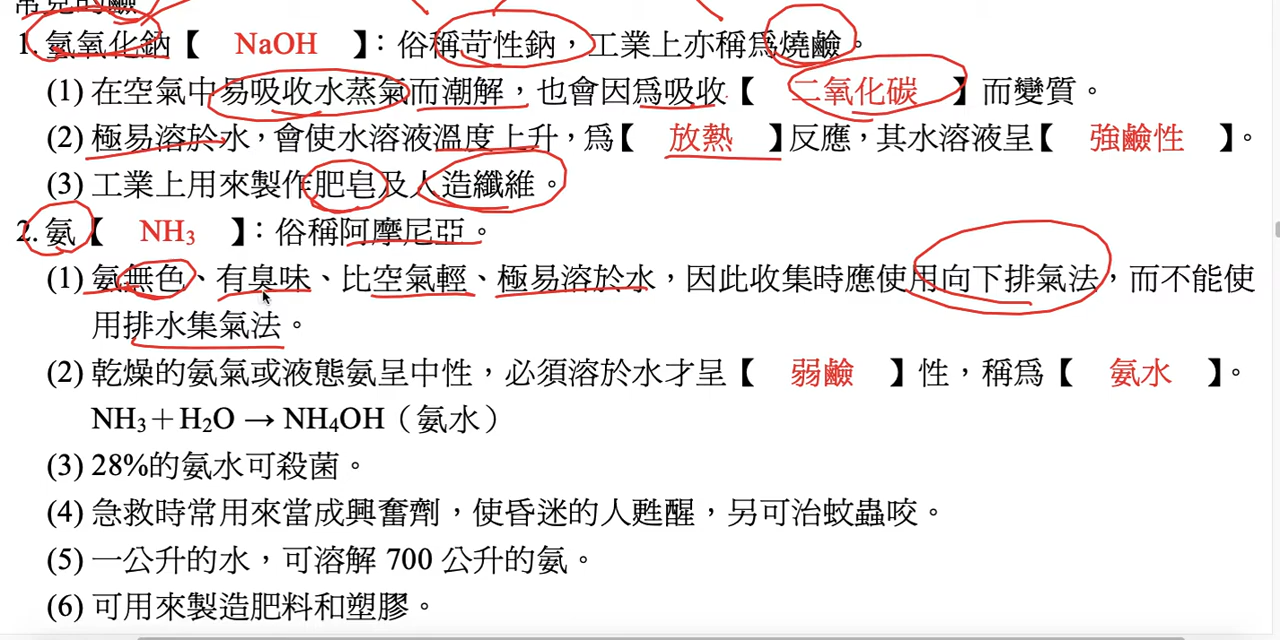 常見的鹼
1. 氫氧化鈉【 NaOH 】：俗稱苛性鈉，工業上亦稱為燒鹼。
(1) 在空氣中易吸收水蒸氣而潮解，也會因為吸收【 二氧化碳 】而變質。
(2) 極易溶於水，會使水溶液溫度上升，為【 放熱 】反應，其水溶液呈【 強鹼性 】。
(3) 工業上用來製作肥皂及人造纖維。
2. 氨【 NH₃ 】：俗稱阿摩尼亞。
(1) 氨無色、有臭味、比空氣輕、極易溶於水，因此收集時應使用向下排氣法，而不能使
用排水集氣法。
(2) 乾燥的氨氣或液態氨呈中性，必須溶於水才呈【 弱鹼 】性，稱為【 氨水 】。
NH₃＋H₂O → NH₄OH（氨水）
(3) 28%的氨水可殺菌。
(4) 急救時常用來當成興奮劑，使昏迷的人甦醒，另可治蚊蟲咬。
(5) 一公升的水，可溶解 700 公升的氨。
(6) 可用來製造肥料和塑膠。